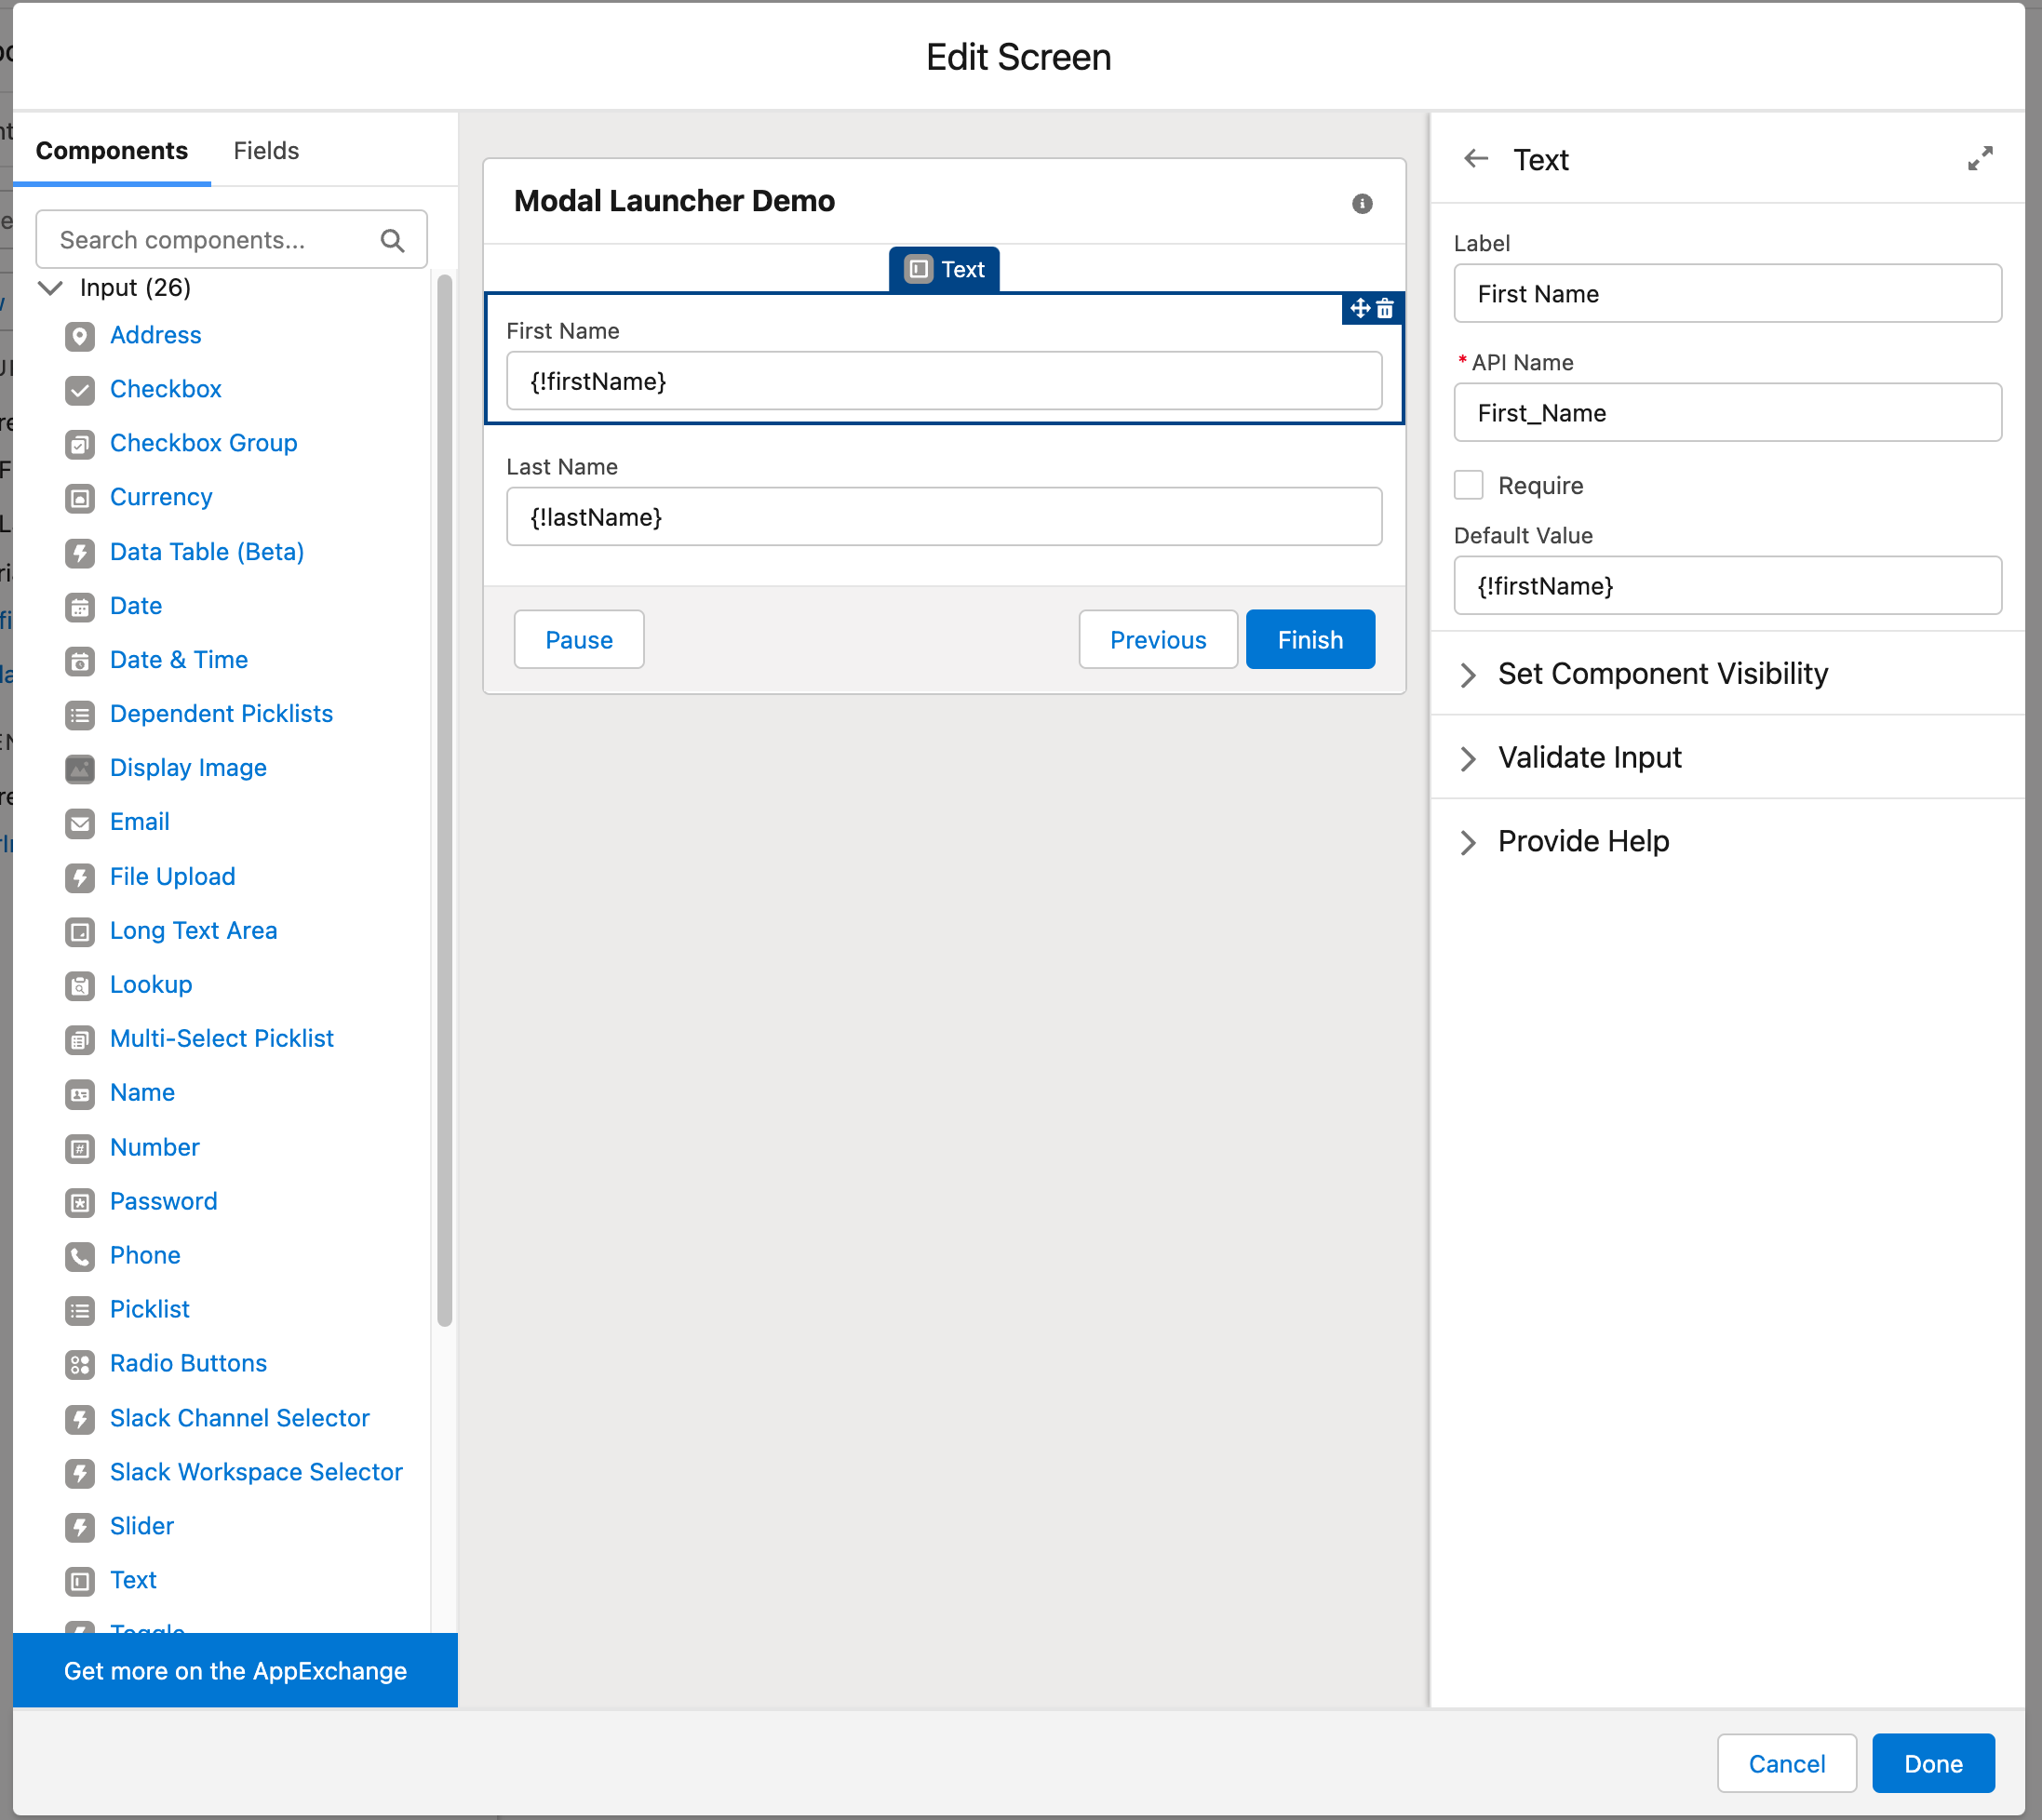 Edit Screen
Components
Fields
Search components...
Input (26)
Address
Checkbox
Checkbox Group
Currency
Data Table (Beta)
Date
Date & Time
Dependent Picklists
Display Image
Email
File Upload
Long Text Area
Lookup
Multi-Select Picklist
Name
Number
Password
Phone
Picklist
Radio Buttons
Slack Channel Selector
Slack Workspace Selector
Slider
Text
Toggle
Get more on the AppExchange
Modal Launcher Demo
Text
First Name
{!firstName}
Last Name
{!lastName}
Pause
Previous
Finish
Text
Label
First Name
* API Name
First_Name
Require
Default Value
{!firstName}
Set Component Visibility
Validate Input
Provide Help
Cancel
Done